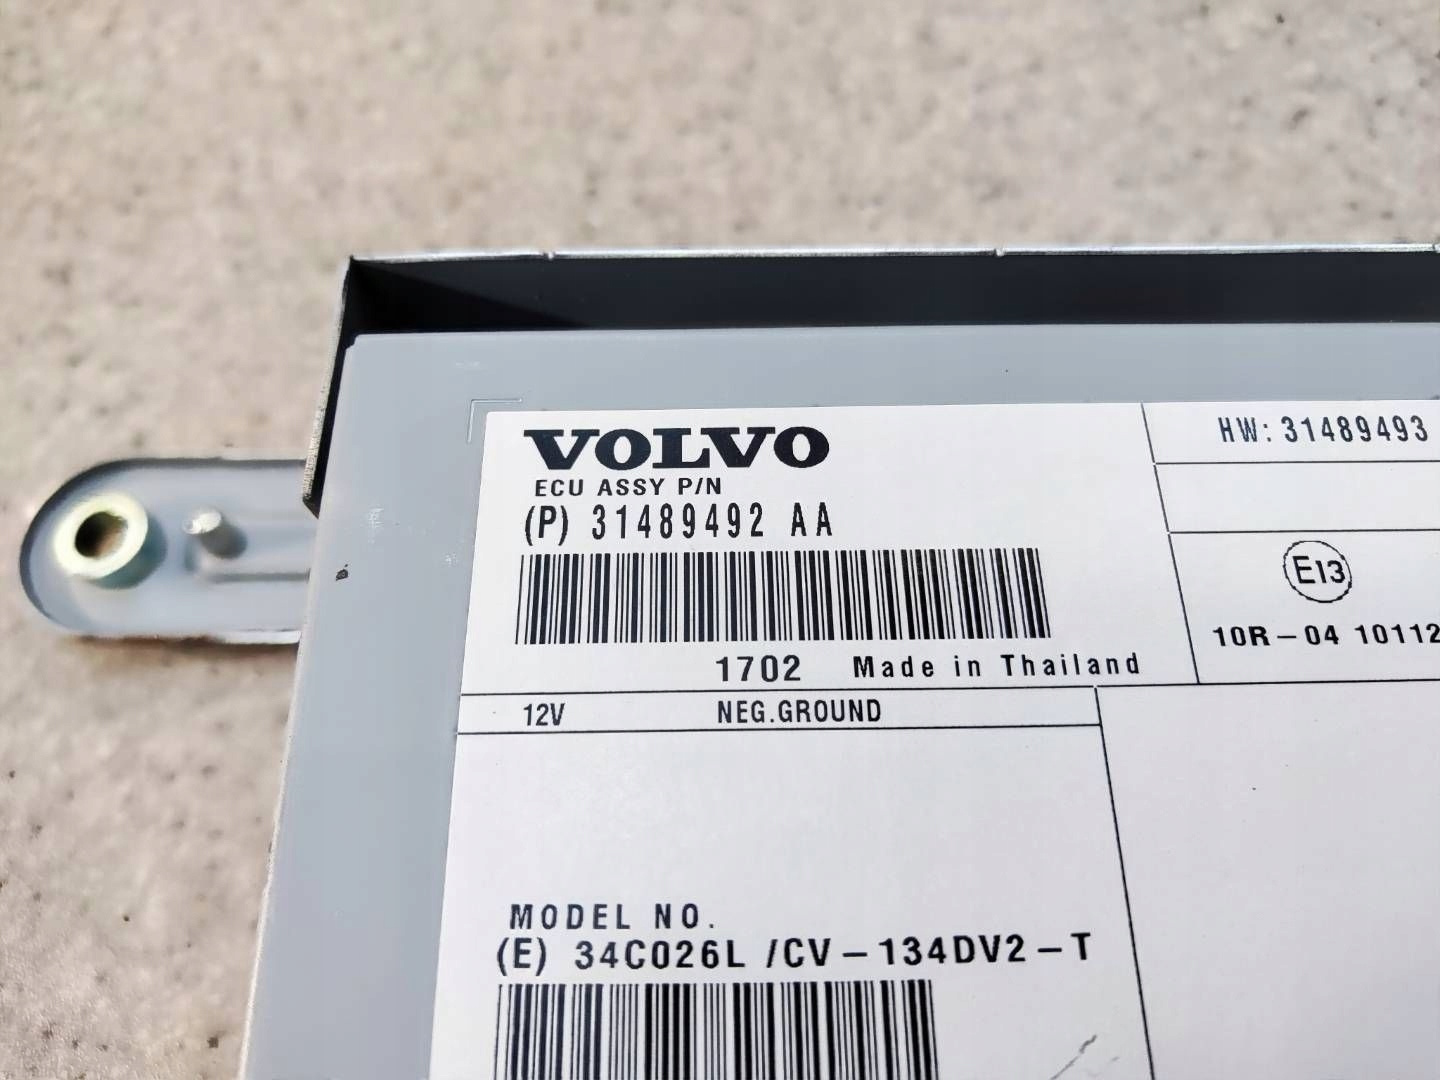 VOLVO
ECU ASSY P/N
(P) 31489492 AA
1702 Made in Thailand
12V NEG.GROUND
HW: 31489493
E13
10R-04 10112
MODEL NO.
(E) 34C026L /CV-134DV2-T